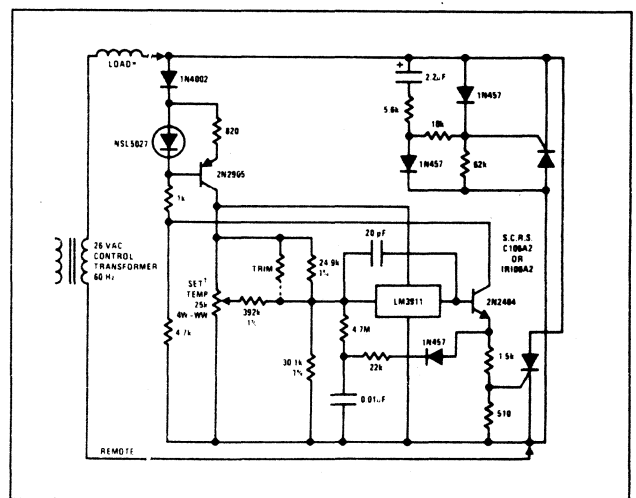 LOAD*
1N4002
NSL5027
820
2N2905
1k
26 VAC
CONTROL
TRANSFORMER
60 Hz
4.7k
SET†
TEMP
25k
4W-WW
392k
1%
TRIM
24.9k
1%
30.1k
1%
20 pF
LM3911
4.7M
22k
0.01µF
1N457
2N2484
1.5k
510
+
2.2µF
5.6k
18k
1N457
1N457
62k
S.C.R.S.
C106A2
OR
IR106A2
REMOTE